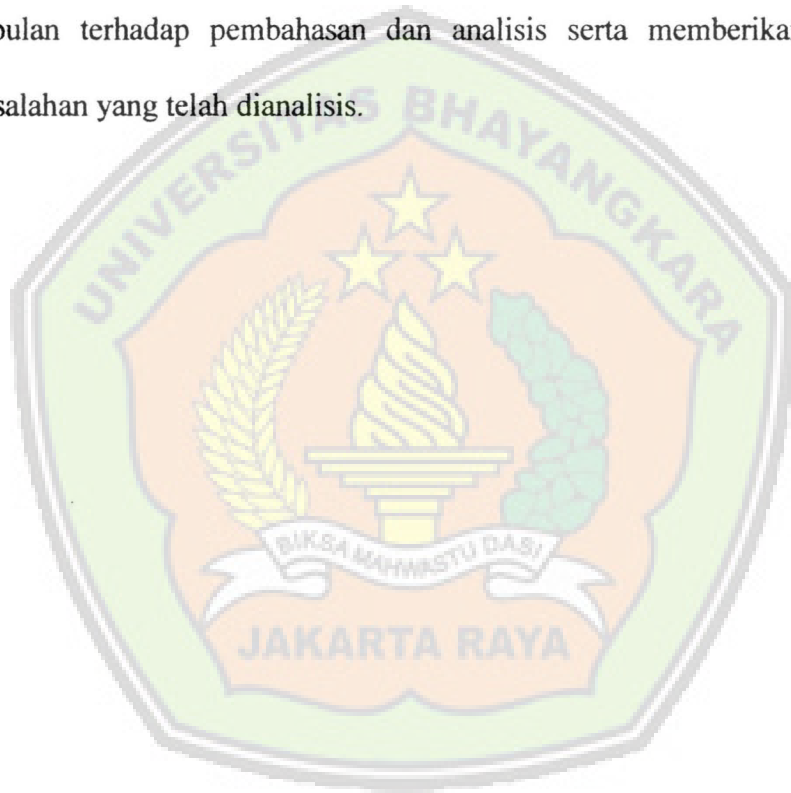 pulan terhadap pembahasan dan analisis serta memberika
salahan yang telah dianalisis.
UNIVERSITAS BHAYANGKARA
BIKSA MAHWASTU DASI
JAKARTA RAYA